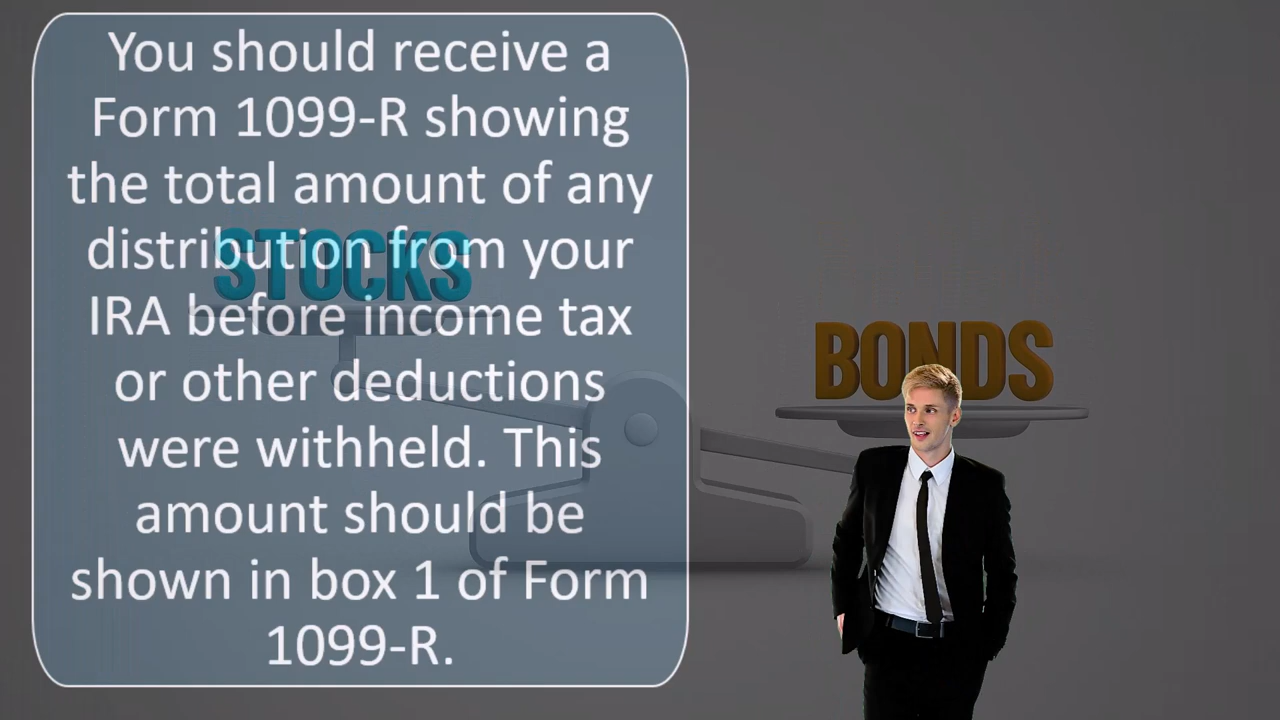 You should receive a
Form 1099-R showing
the total amount of any
distribution from your
IRA before income tax
or other deductions
were withheld. This
amount should be
shown in box 1 of Form
1099-R.
STOCKS
BONDS